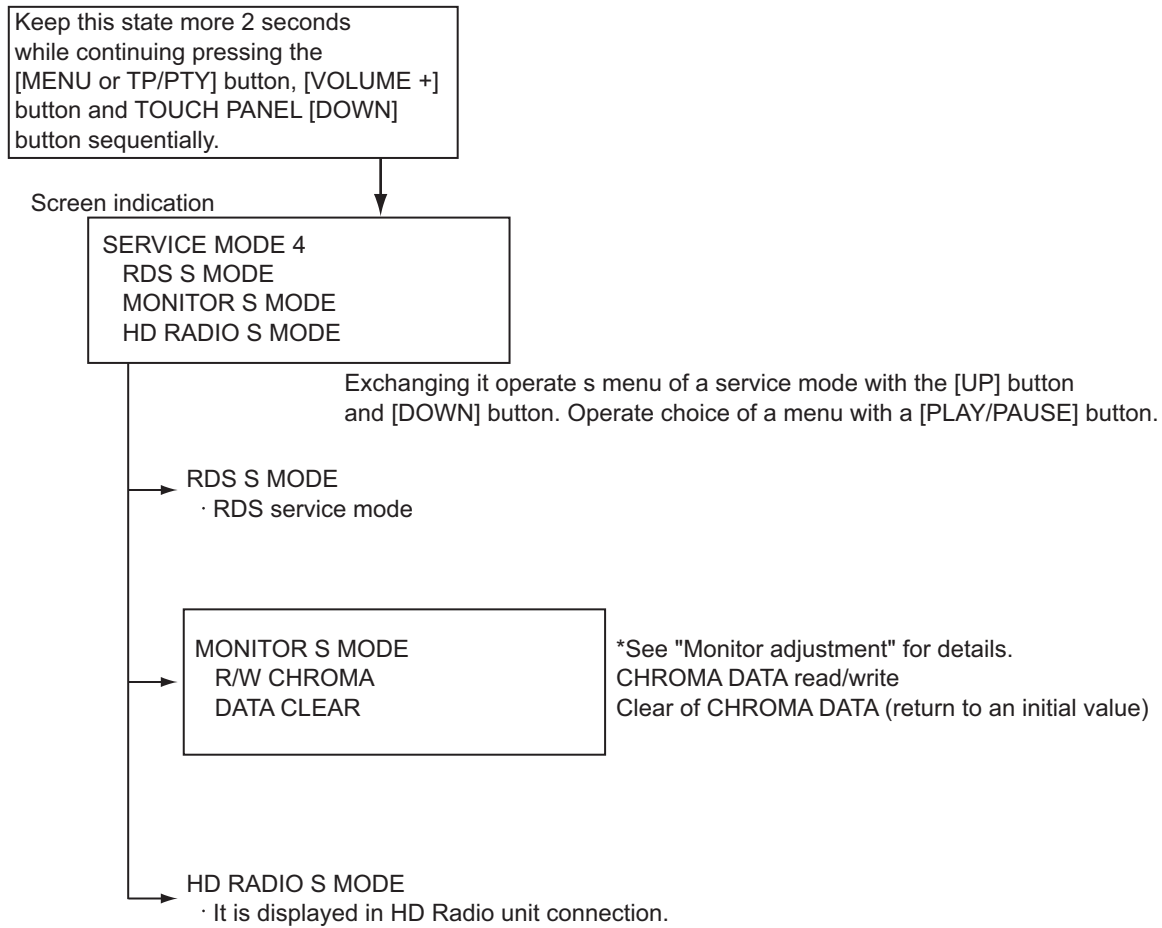 Keep this state more 2 seconds
while continuing pressing the
[MENU or TP/PTY] button, [VOLUME +]
button and TOUCH PANEL [DOWN]
button sequentially.
Screen indication
SERVICE MODE 4
RDS S MODE
MONITOR S MODE
HD RADIO S MODE
Exchanging it operate s menu of a service mode with the [UP] button
and [DOWN] button. Operate choice of a menu with a [PLAY/PAUSE] button.
RDS S MODE
· RDS service mode
MONITOR S MODE
R/W CHROMA
DATA CLEAR
*See "Monitor adjustment" for details.
CHROMA DATA read/write
Clear of CHROMA DATA (return to an initial value)
HD RADIO S MODE
· It is displayed in HD Radio unit connection.